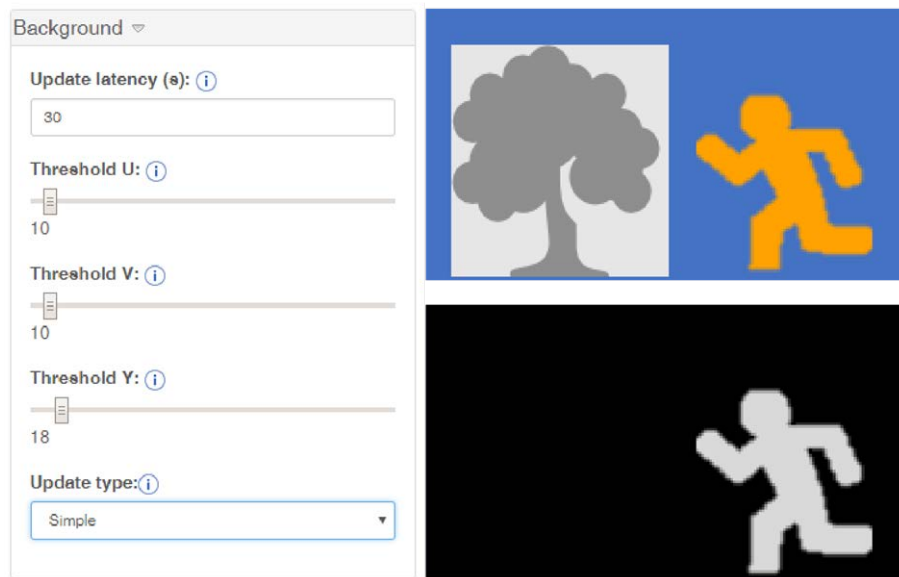 Background
Update latency (s):
30
Threshold U:
10
Threshold V:
10
Threshold Y:
18
Update type:
Simple